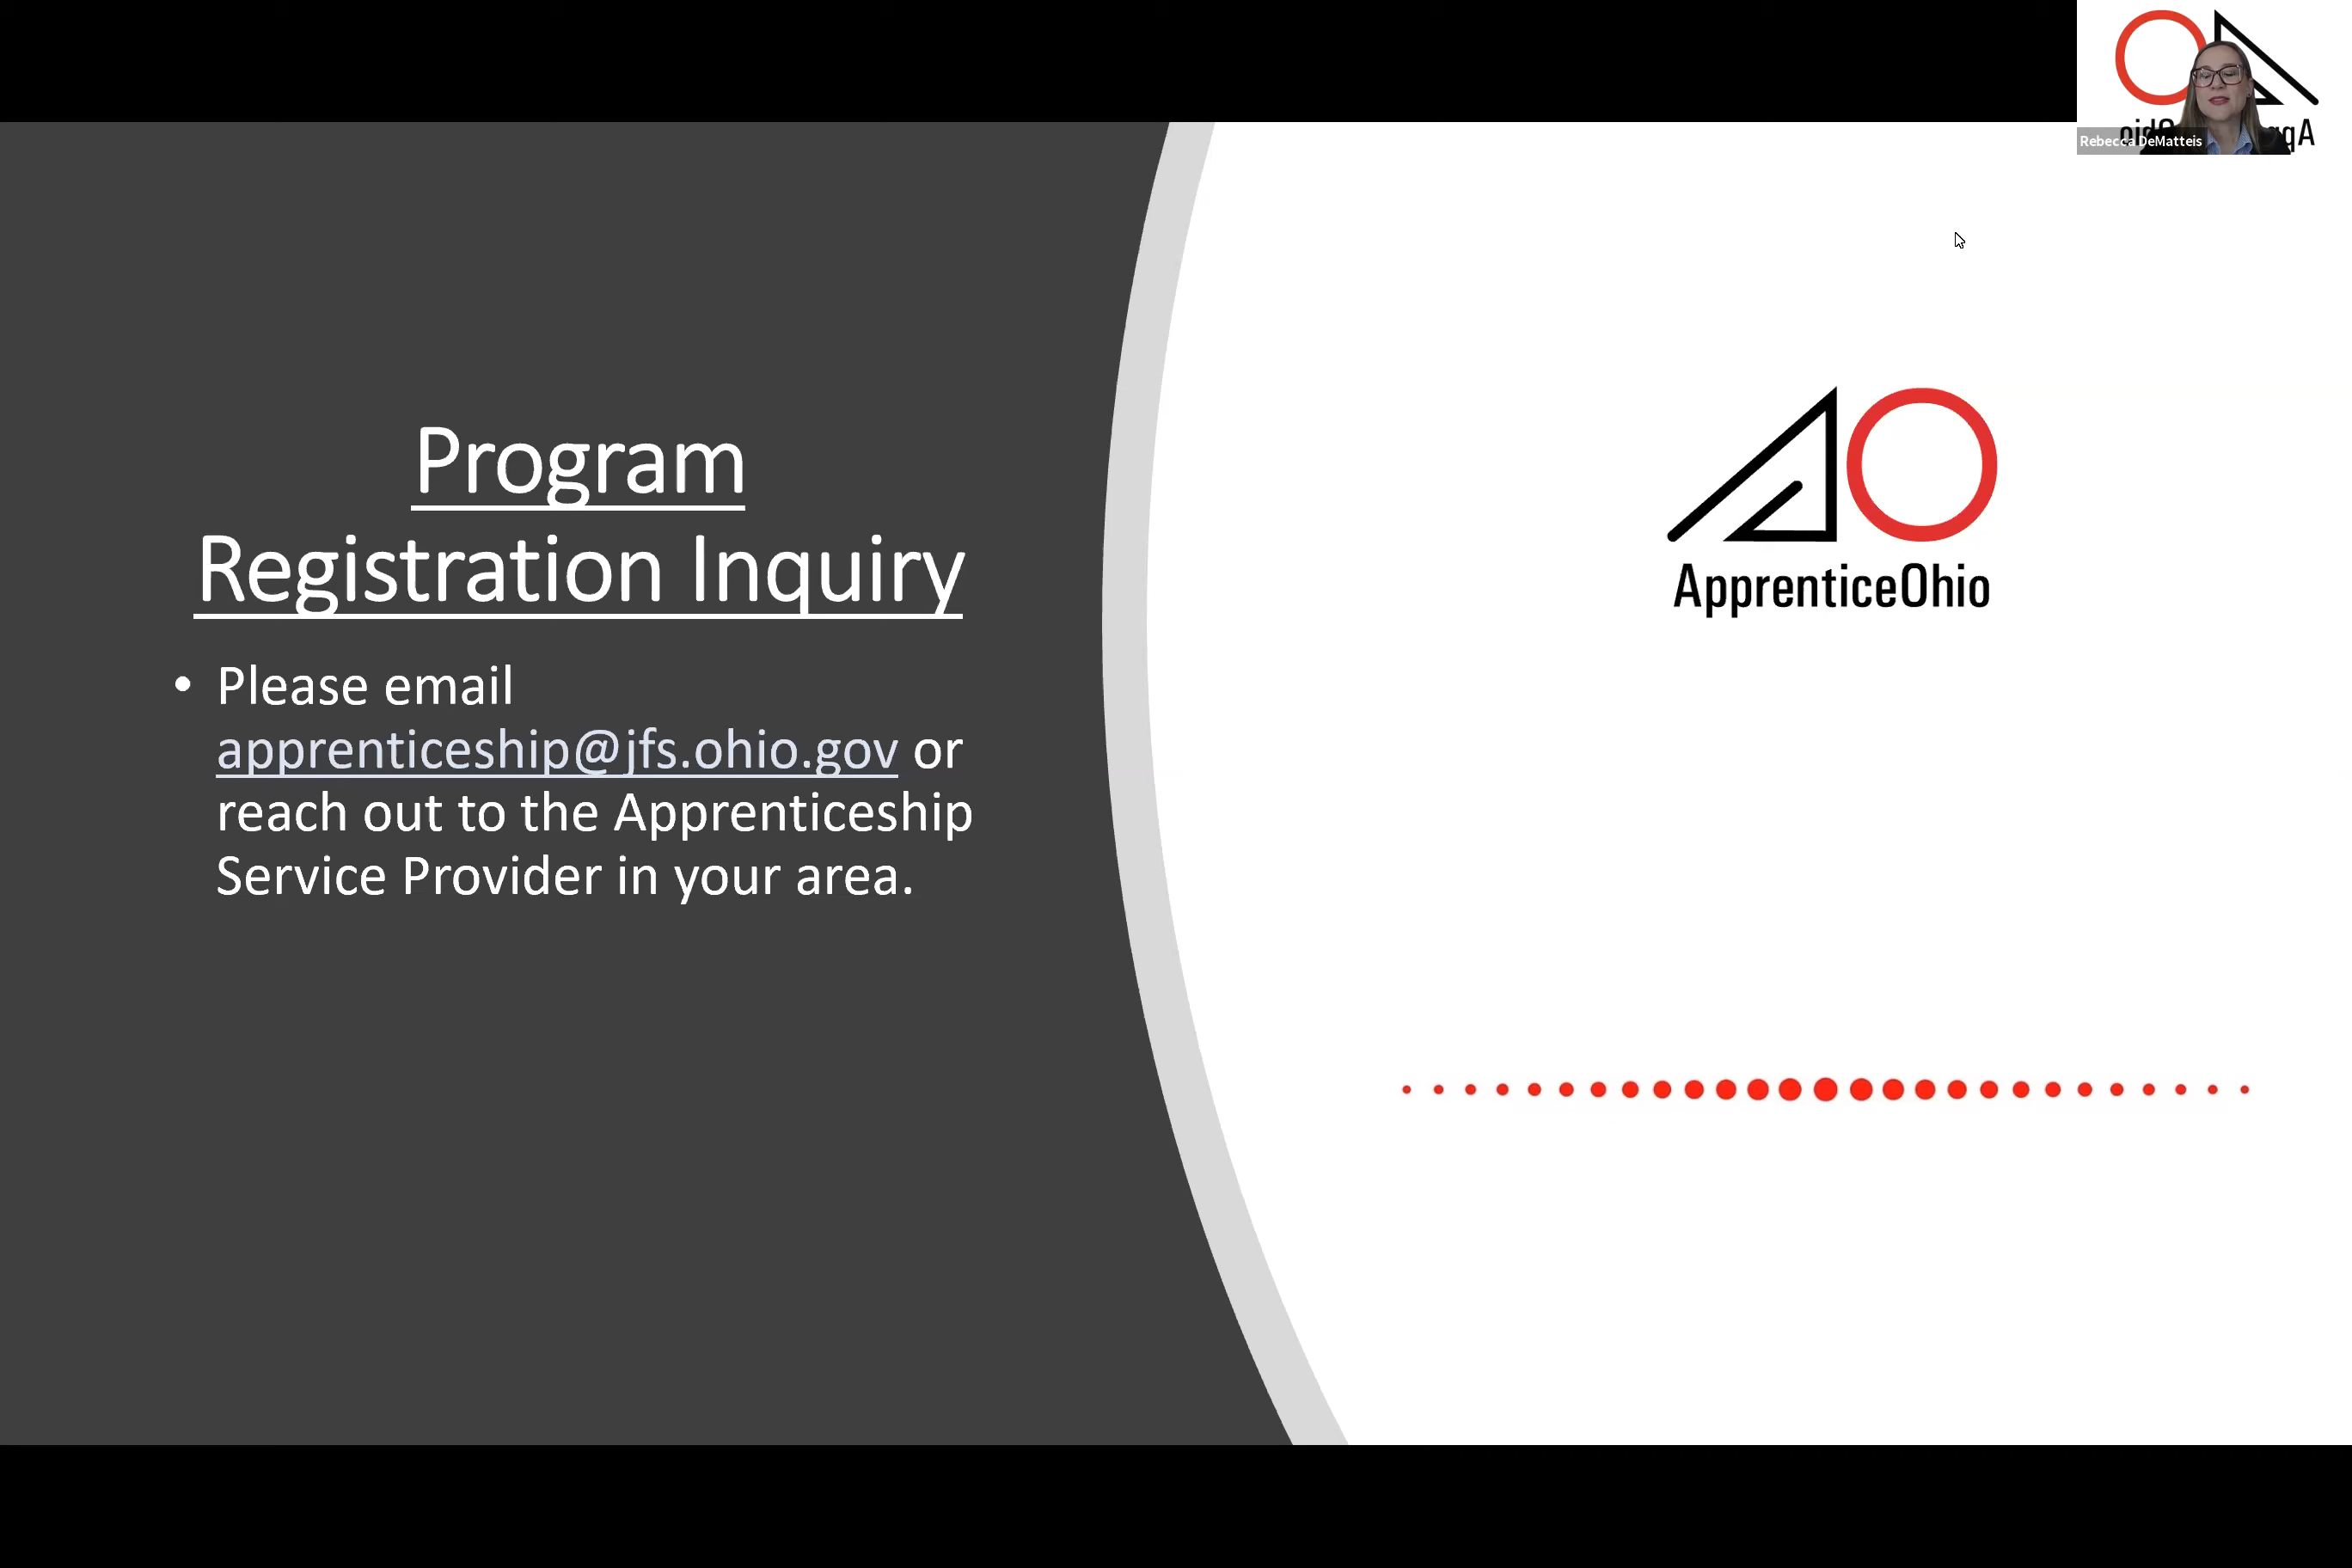 Program
Registration Inquiry
• Please email
apprenticeship@jfs.ohio.gov or
reach out to the Apprenticeship
Service Provider in your area.
ApprenticeOhio
Rebecca DeMatteis